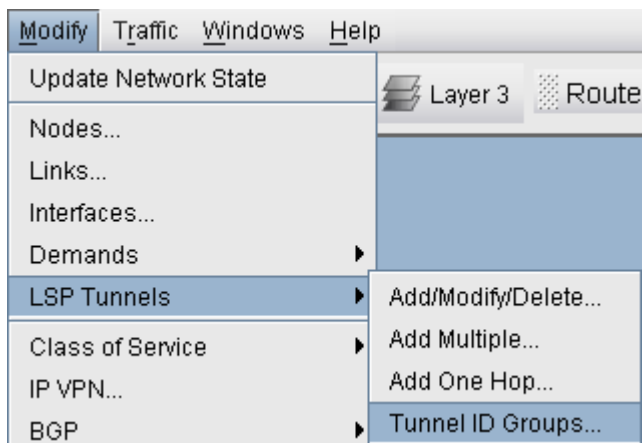 Modify Traffic Windows Help
Update Network State
Layer 3 Route
Nodes...
Links...
Interfaces...
Demands
LSP Tunnels
Add/Modify/Delete...
Add Multiple...
Add One Hop...
Tunnel ID Groups...
Class of Service
IP VPN...
BGP